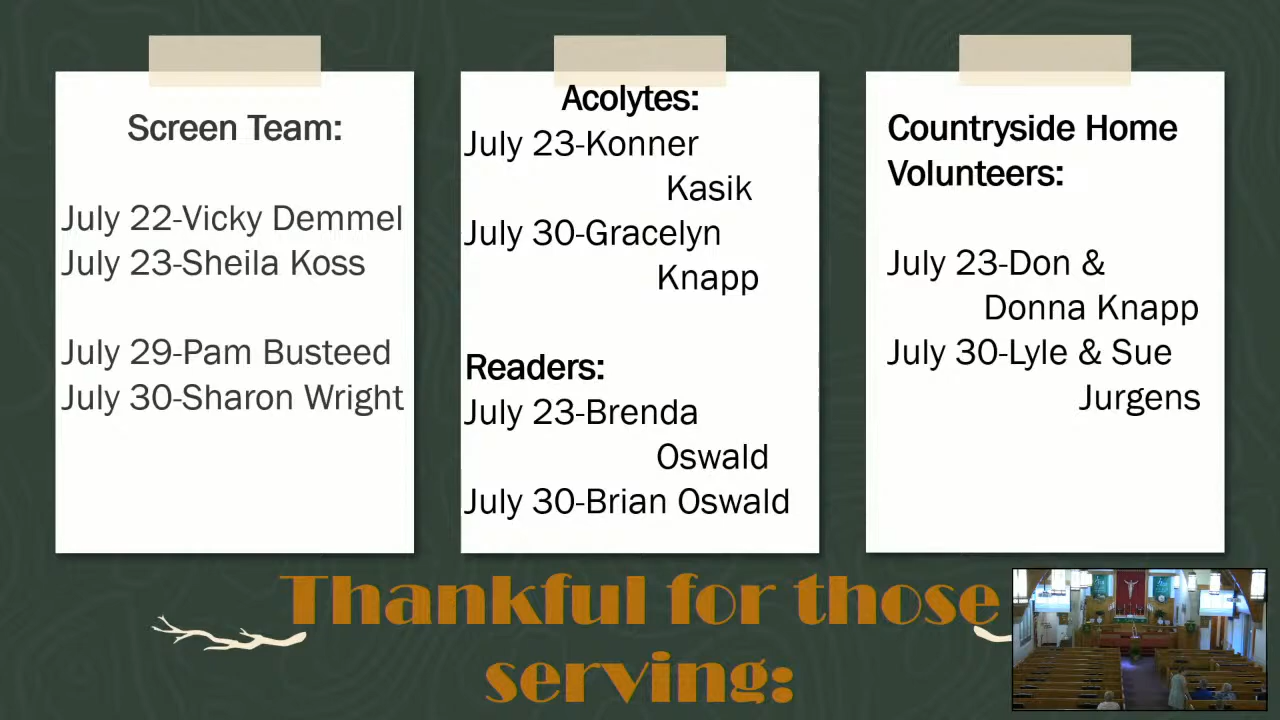 Screen Team:
July 22-Vicky Demmel
July 23-Sheila Koss
July 29-Pam Busteed
July 30-Sharon Wright
Acolytes:
July 23-Konner
Kasik
July 30-Gracelyn
Knapp
Readers:
July 23-Brenda
Oswald
July 30-Brian Oswald
Countryside Home
Volunteers:
July 23-Don &
Donna Knapp
July 30-Lyle & Sue
Jurgens
Thankful for those
serving: